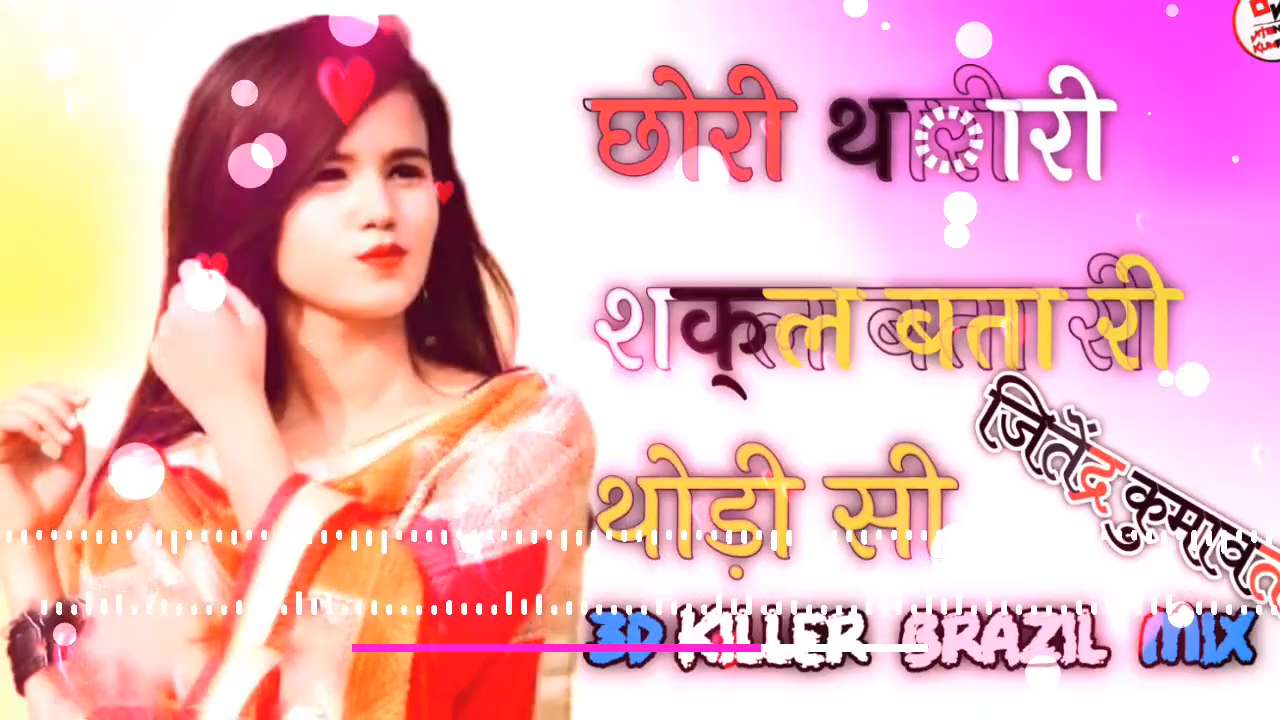 छोरी थारी
शक्ल बता री
थोड़ी सी
जितेंद्र कुमावत
3D KILLER BRAZIL MIX